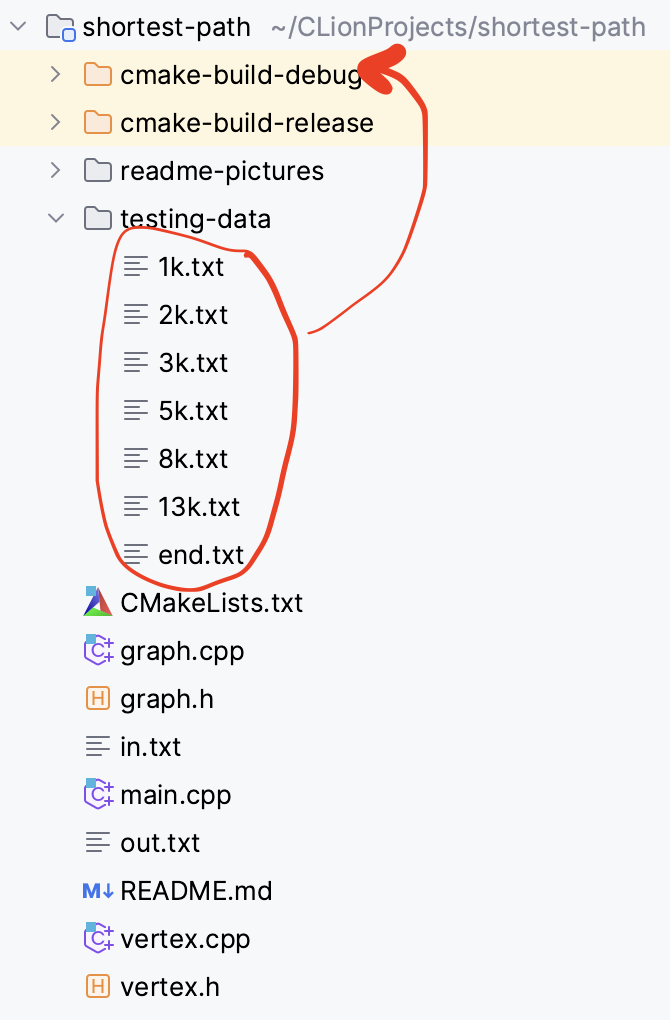 shortest-path ~/CLionProjects/shortest-path
cmake-build-debug
cmake-build-release
readme-pictures
testing-data
1k.txt
2k.txt
3k.txt
5k.txt
8k.txt
13k.txt
end.txt
CMakeLists.txt
C++ graph.cpp
H graph.h
in.txt
C++ main.cpp
out.txt
M↓ README.md
C++ vertex.cpp
H vertex.h